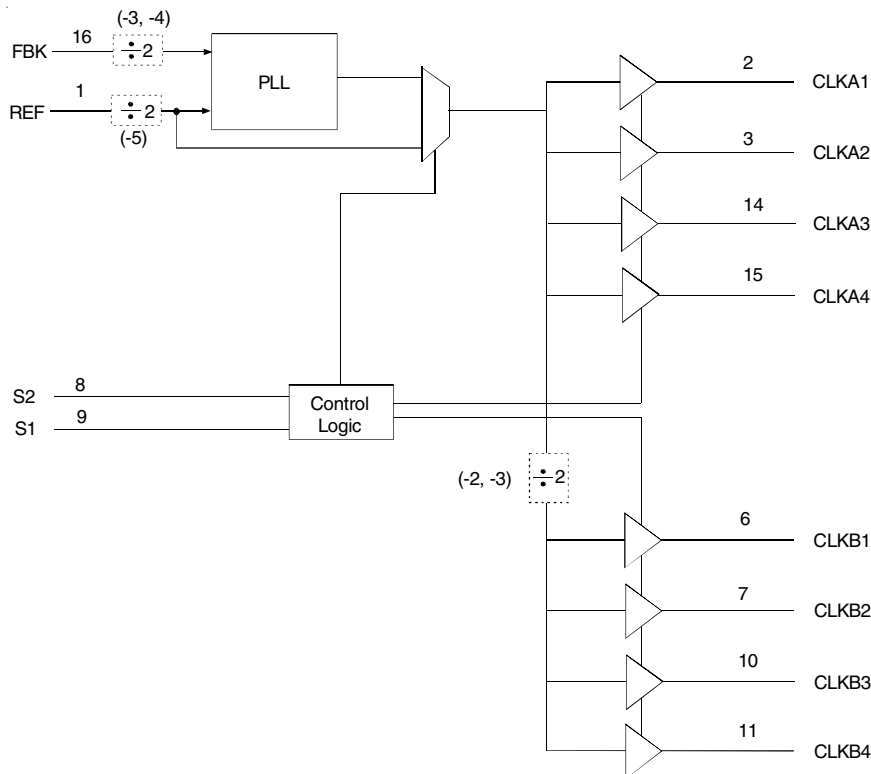 (-3, -4)
FBK 16 ÷2
PLL
REF 1 ÷2
(-5)
2 CLKA1
3 CLKA2
14 CLKA3
15 CLKA4
S2 8
S1 9
Control
Logic
(-2, -3) ÷2
6 CLKB1
7 CLKB2
10 CLKB3
11 CLKB4